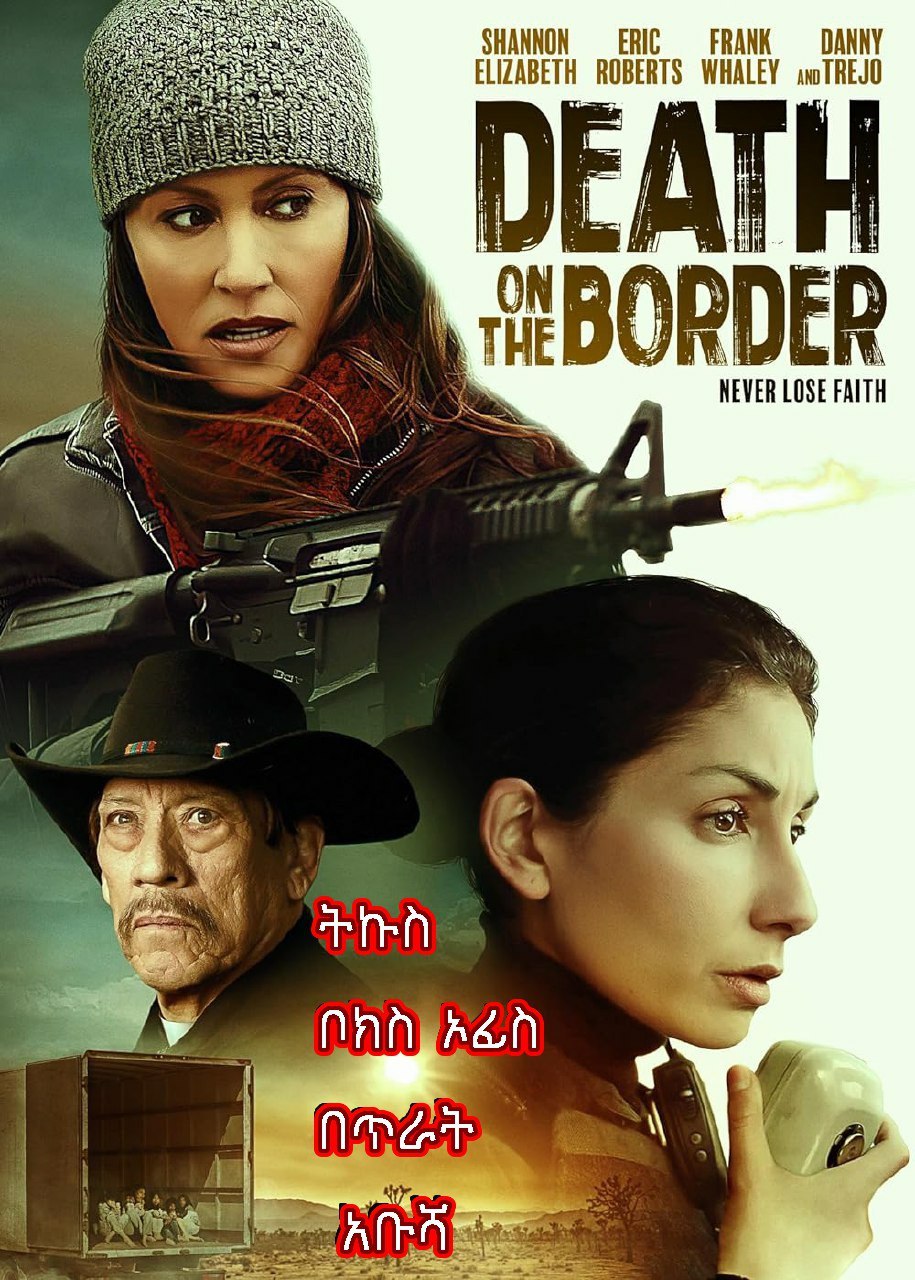 SHANNON ELIZABETH ERIC ROBERTS FRANK WHALEY AND DANNY TREJO
DEATH
ON THE BORDER
NEVER LOSE FAITH
ትኩስ
ቦክስ ኦፊስ
በጥራት
አቡሻ